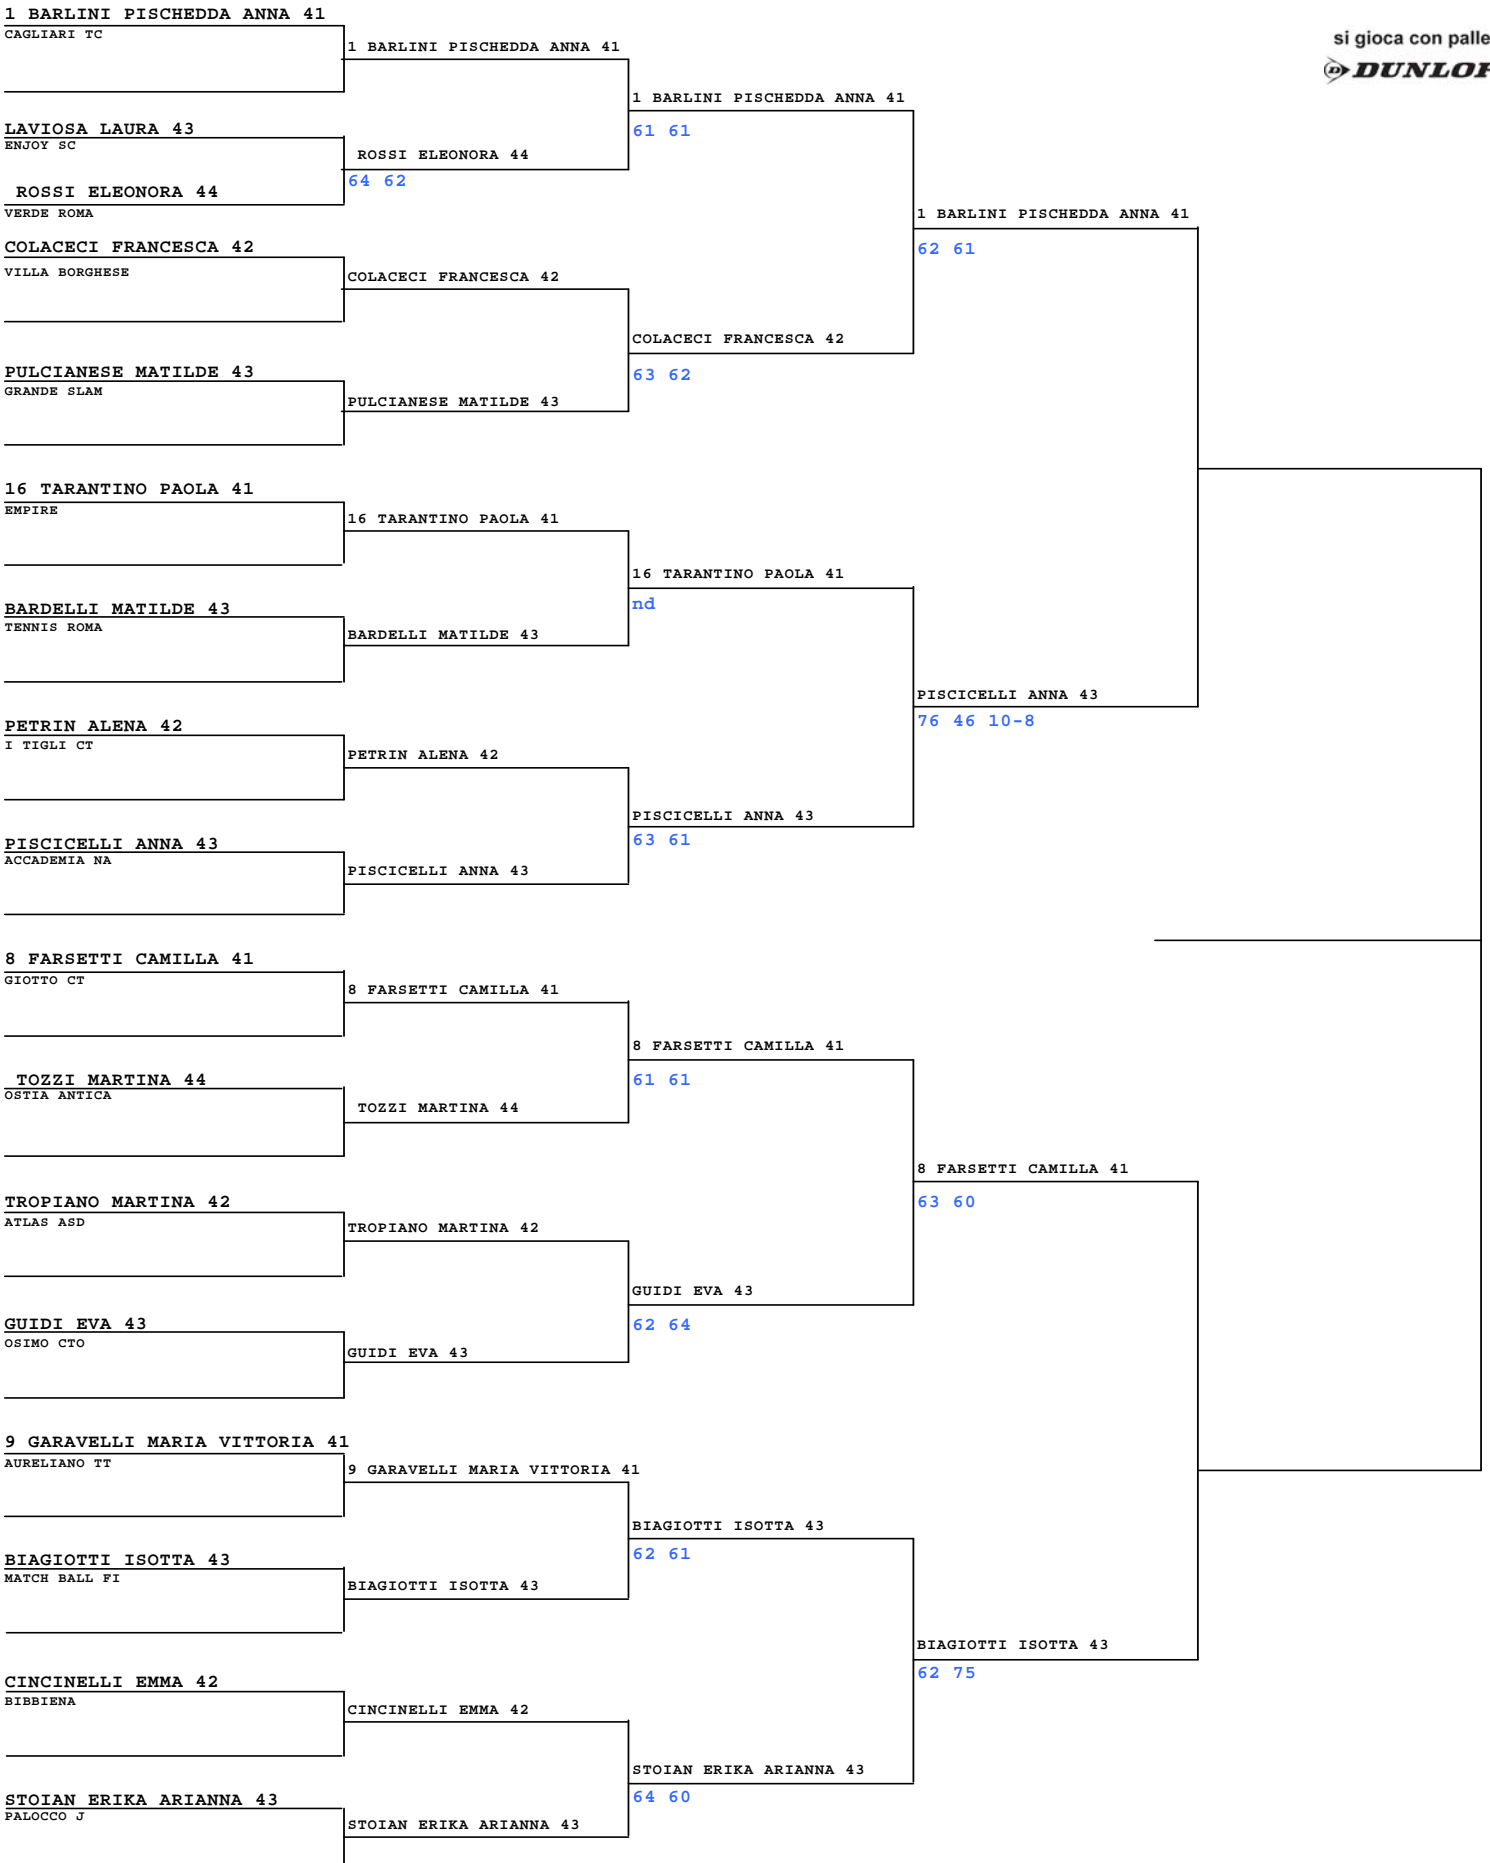 1 BARLINI PISCHEDDA ANNA 41
CAGLIARI TC
si gioca con palle
DUNLOP
1 BARLINI PISCHEDDA ANNA 41
1 BARLINI PISCHEDDA ANNA 41
LAVIOSA LAURA 43
61 61
ENJOY SC
ROSSI ELEONORA 44
64 62
ROSSI ELEONORA 44
VERDE ROMA
1 BARLINI PISCHEDDA ANNA 41
COLACECI FRANCESCA 42
62 61
VILLA BORGHESE
COLACECI FRANCESCA 42
COLACECI FRANCESCA 42
PULCIANESE MATILDE 43
63 62
GRANDE SLAM
PULCIANESE MATILDE 43
16 TARANTINO PAOLA 41
EMPIRE
16 TARANTINO PAOLA 41
16 TARANTINO PAOLA 41
nd
BARDELLI MATILDE 43
TENNIS ROMA
BARDELLI MATILDE 43
PISCICELLI ANNA 43
76 46 10-8
PETRIN ALENA 42
I TIGLI CT
PETRIN ALENA 42
PISCICELLI ANNA 43
63 61
PISCICELLI ANNA 43
ACCADEMIA NA
PISCICELLI ANNA 43
8 FARSETTI CAMILLA 41
GIOTTO CT
8 FARSETTI CAMILLA 41
8 FARSETTI CAMILLA 41
61 61
TOZZI MARTINA 44
OSTIA ANTICA
TOZZI MARTINA 44
8 FARSETTI CAMILLA 41
63 60
TROPIANO MARTINA 42
ATLAS ASD
TROPIANO MARTINA 42
GUIDI EVA 43
62 64
GUIDI EVA 43
OSIMO CTO
GUIDI EVA 43
9 GARAVELLI MARIA VITTORIA 41
AURELIANO TT
9 GARAVELLI MARIA VITTORIA 41
BIAGIOTTI ISOTTA 43
62 61
BIAGIOTTI ISOTTA 43
MATCH BALL FI
BIAGIOTTI ISOTTA 43
BIAGIOTTI ISOTTA 43
62 75
CINCINELLI EMMA 42
BIBBIENA
CINCINELLI EMMA 42
STOIAN ERIKA ARIANNA 43
64 60
STOIAN ERIKA ARIANNA 43
PALOCCO J
STOIAN ERIKA ARIANNA 43